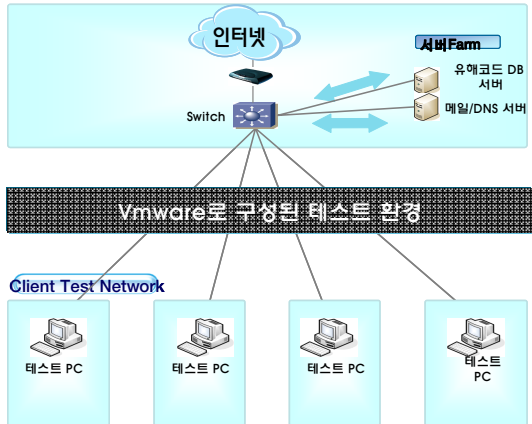 인터넷
서버Farm
유해코드 DB
서버
Switch
메일/DNS 서버
Vmware로 구성된 테스트 환경
Client Test Network
테스트 PC
테스트 PC
테스트 PC
테스트
PC